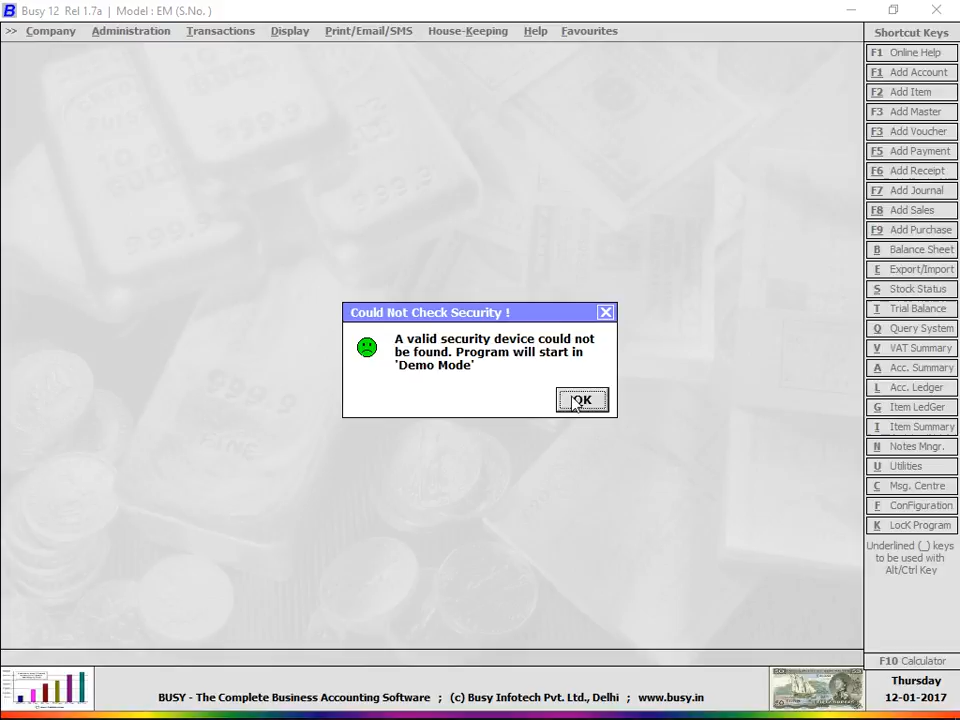 Busy 12 Rel 1.7a | Model : EM (S.No. )
>> Company Administration Transactions Display Print/Email/SMS House-Keeping Help Favourites
Shortcut Keys
F1 Online Help
F1 Add Account
F2 Add Item
F3 Add Master
F3 Add Voucher
F5 Add Payment
F6 Add Receipt
F7 Add Journal
F8 Add Sales
F9 Add Purchase
B Balance Sheet
E Export/Import
S Stock Status
T Trial Balance
Q Query System
V VAT Summary
A Acc. Summary
L Acc. Ledger
G Item LedGer
I Item Summary
N Notes Mngr.
U Utilities
C Msg. Centre
F ConFiguration
K LocK Program
Underlined (_) keys
to be used with
Alt/Ctrl Key
F10 Calculator
Could Not Check Security !
A valid security device could not
be found. Program will start in
'Demo Mode'
OK
BUSY - The Complete Business Accounting Software ; (c) Busy Infotech Pvt. Ltd., Delhi ; www.busy.in
Thursday
12-01-2017